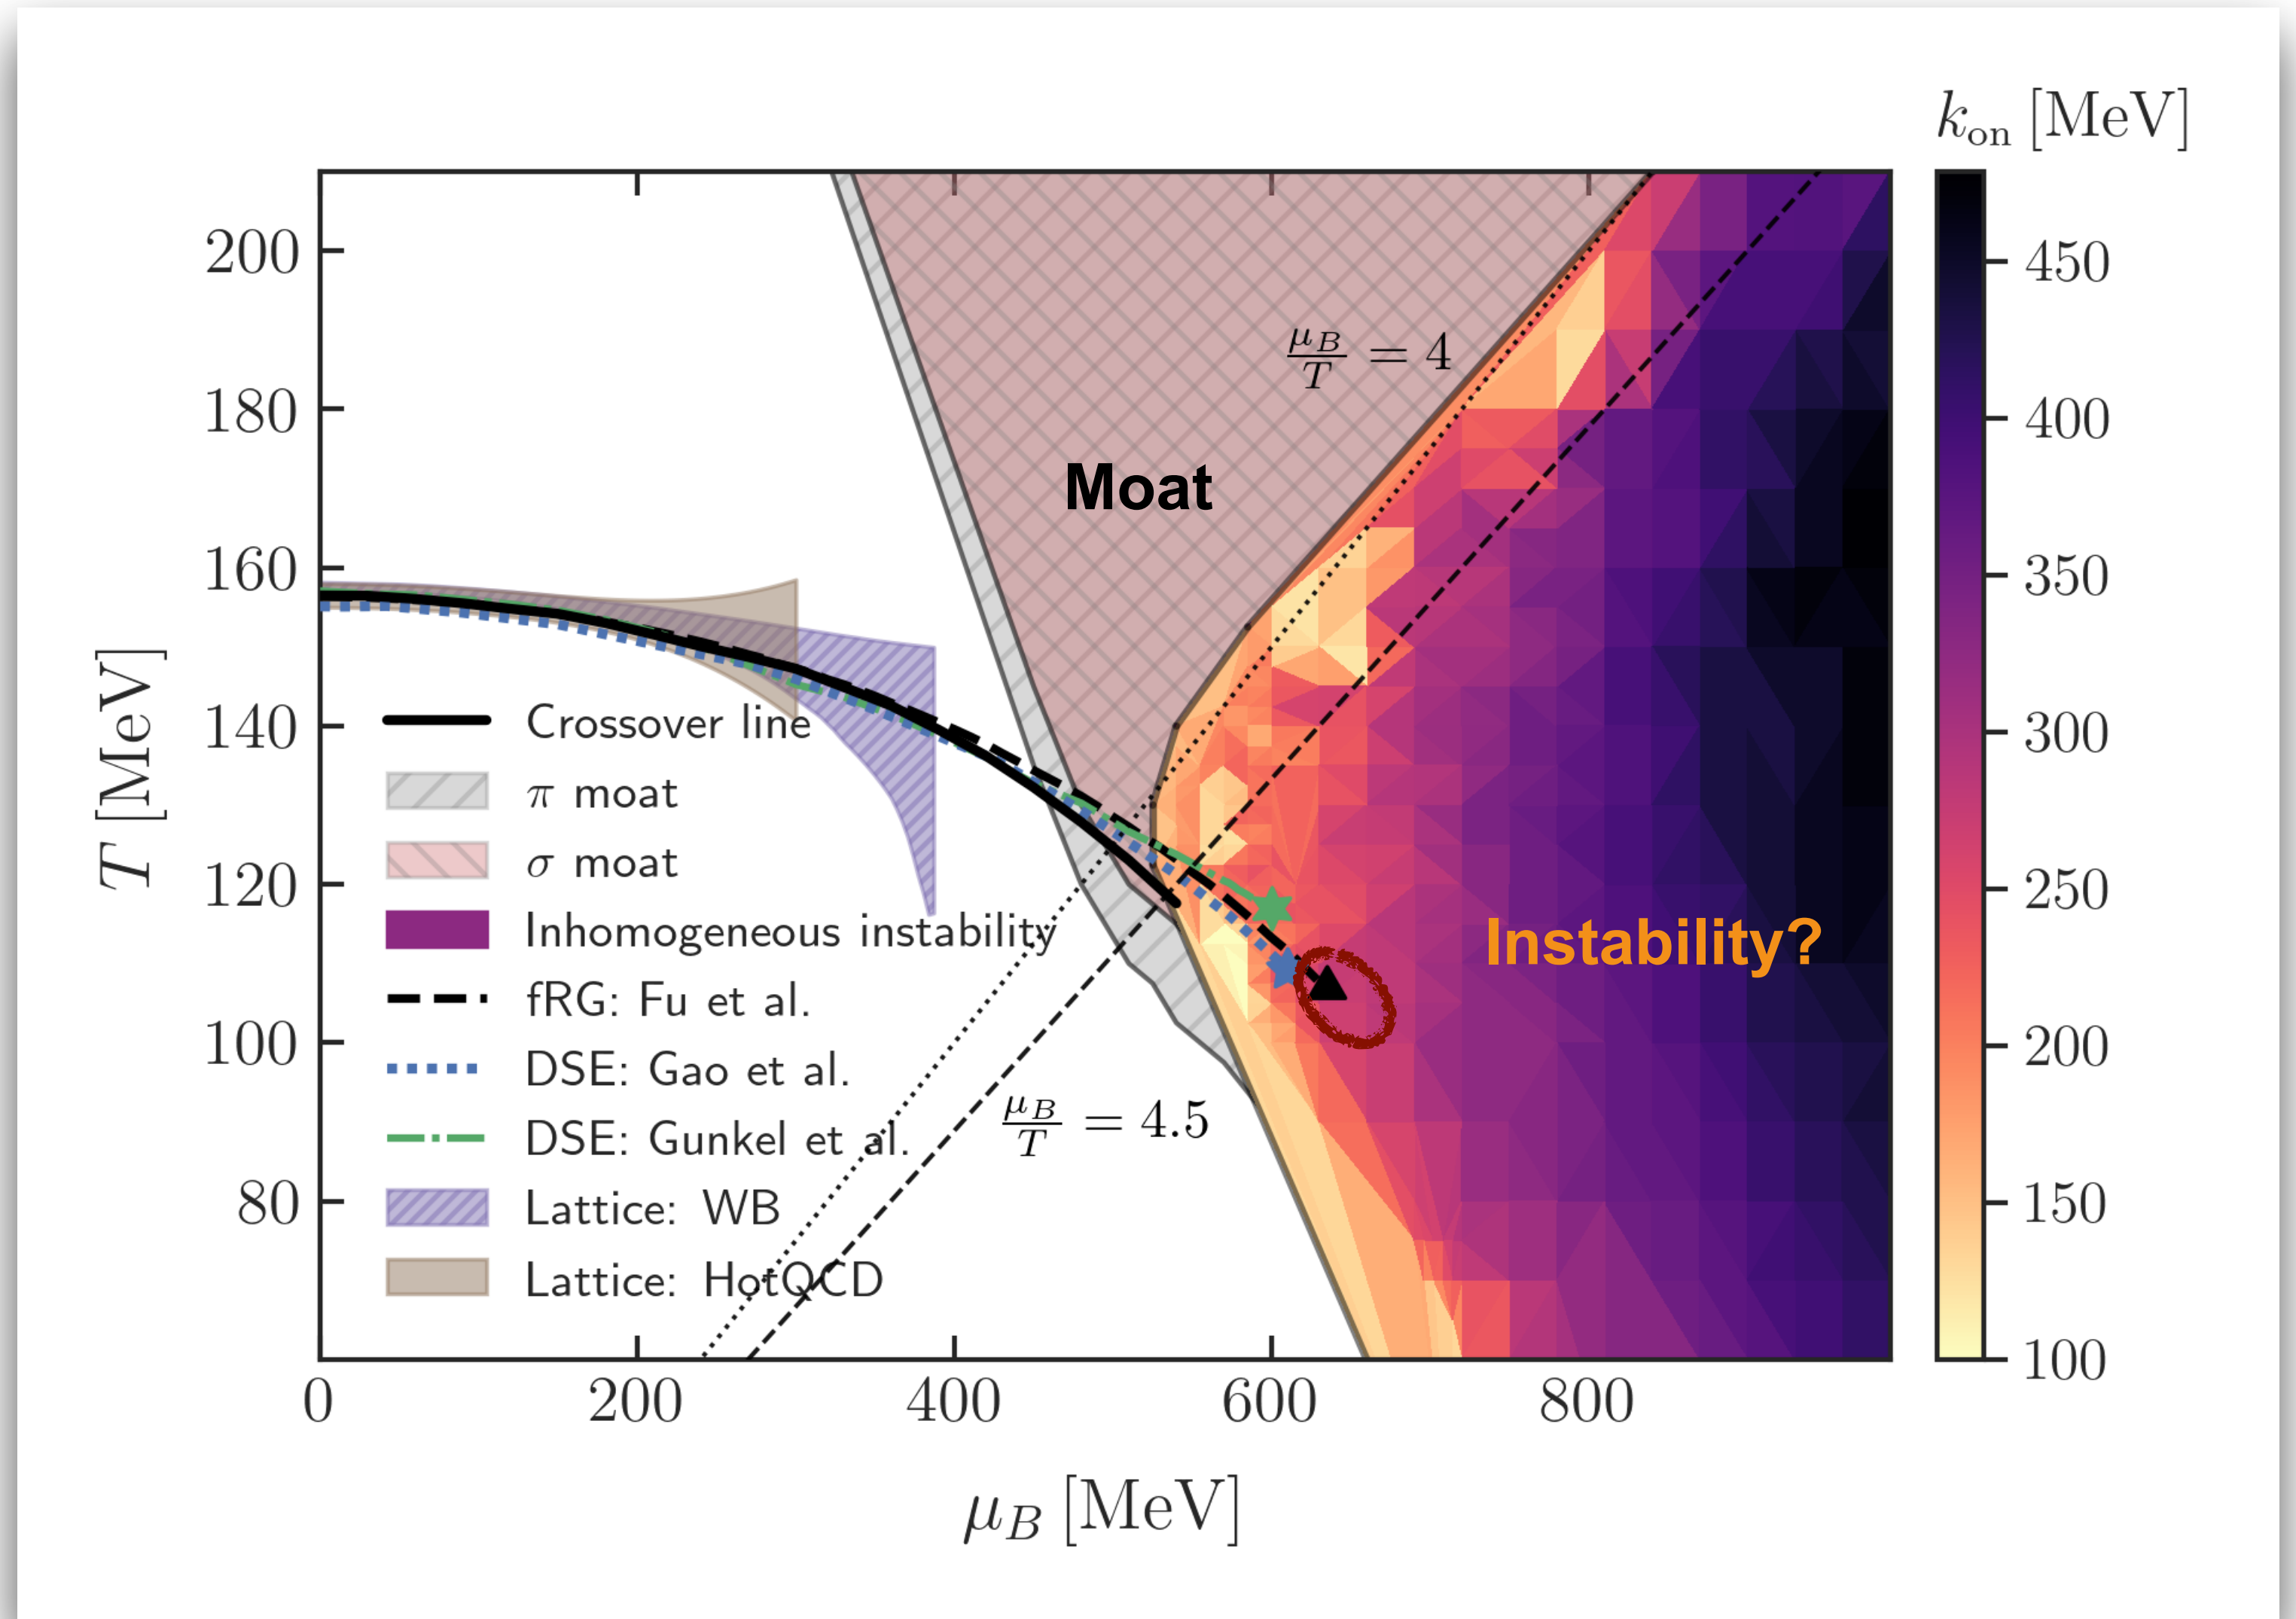 k_on [MeV]
200
180
160
140
120
100
80
T [MeV]
μ_B/T = 4
Moat
Crossover line
π moat
σ moat
Inhomogeneous instability
fRG: Fu et al.
DSE: Gao et al.
DSE: Gunkel et al.
Lattice: WB
Lattice: HotQCD
Instability?
μ_B/T = 4.5
450
400
350
300
250
200
150
100
0 200 400 600 800
μ_B [MeV]